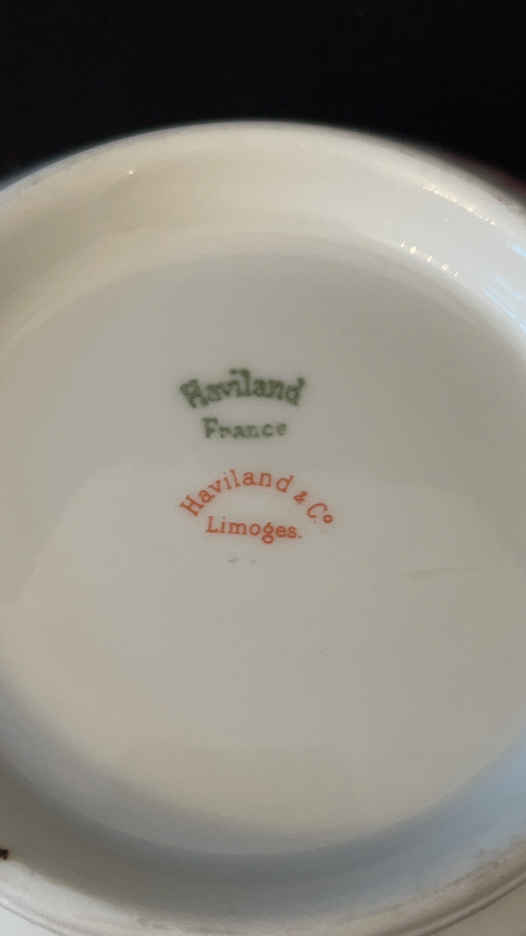 Haviland
France
Haviland & Co
Limoges.